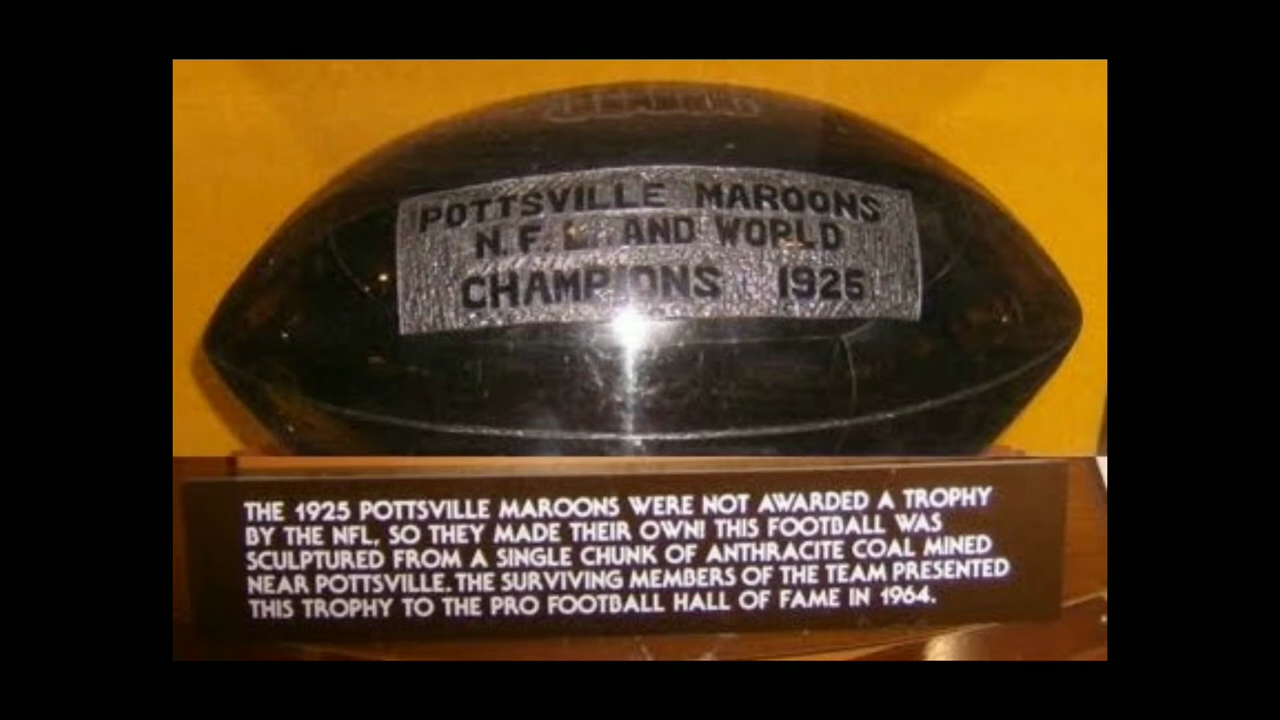 POTTSVILLE MAROONS
N. F. L. AND WORLD
CHAMPIONS 1925
THE 1925 POTTSVILLE MAROONS WERE NOT AWARDED A TROPHY
BY THE NFL, SO THEY MADE THEIR OWN! THIS FOOTBALL WAS
SCULPTURED FROM A SINGLE CHUNK OF ANTHRACITE COAL MINED
NEAR POTTSVILLE. THE SURVIVING MEMBERS OF THE TEAM PRESENTED
THIS TROPHY TO THE PRO FOOTBALL HALL OF FAME IN 1964.